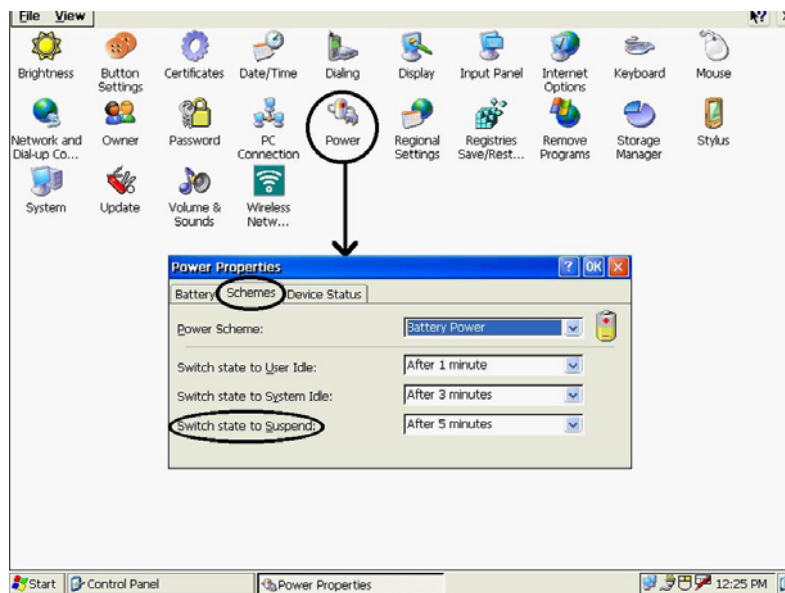 File View
Brightness
Button Settings
Certificates
Date/Time
Dialing
Display
Input Panel
Internet Options
Keyboard
Mouse
Network and Dial-up Co...
Owner
Password
PC Connection
Power
Regional Settings
Registries Save/Rest...
Remove Programs
Storage Manager
Stylus
System
Update
Volume & Sounds
Wireless Netw...
Power Properties ? OK X
Battery Schemes Device Status
Power Scheme: Battery Power
Switch state to User Idle: After 1 minute
Switch state to System Idle: After 3 minutes
Switch state to Suspend: After 5 minutes
Start Control Panel Power Properties 12:25 PM